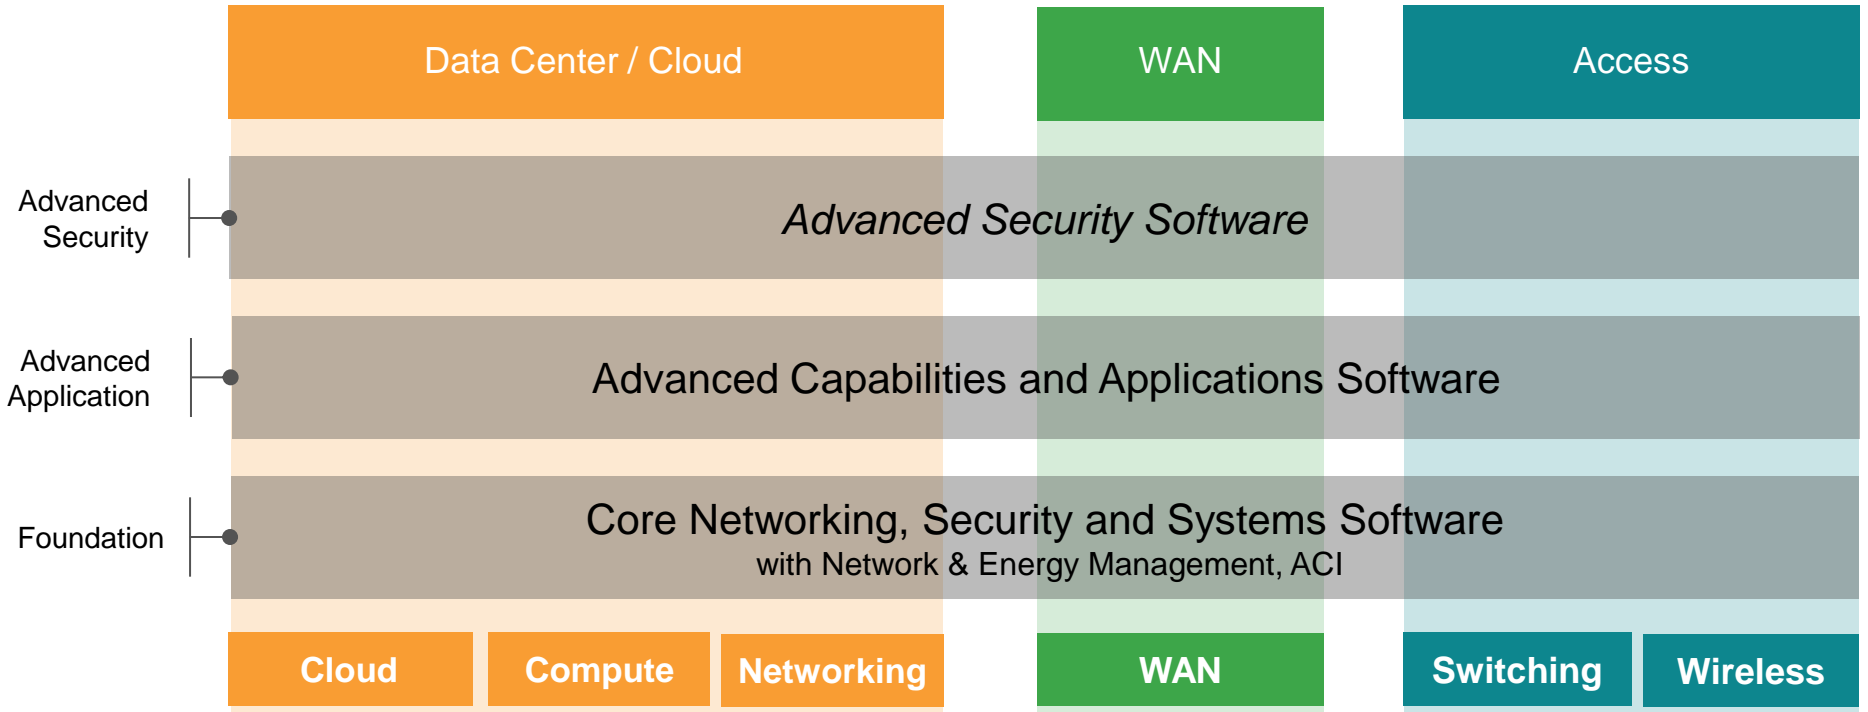 Data Center / Cloud
WAN
Access
Advanced
Security
Advanced Security Software
Advanced
Application
Advanced Capabilities and Applications Software
Foundation
Core Networking, Security and Systems Software
with Network & Energy Management, ACI
Cloud
Compute
Networking
WAN
Switching
Wireless